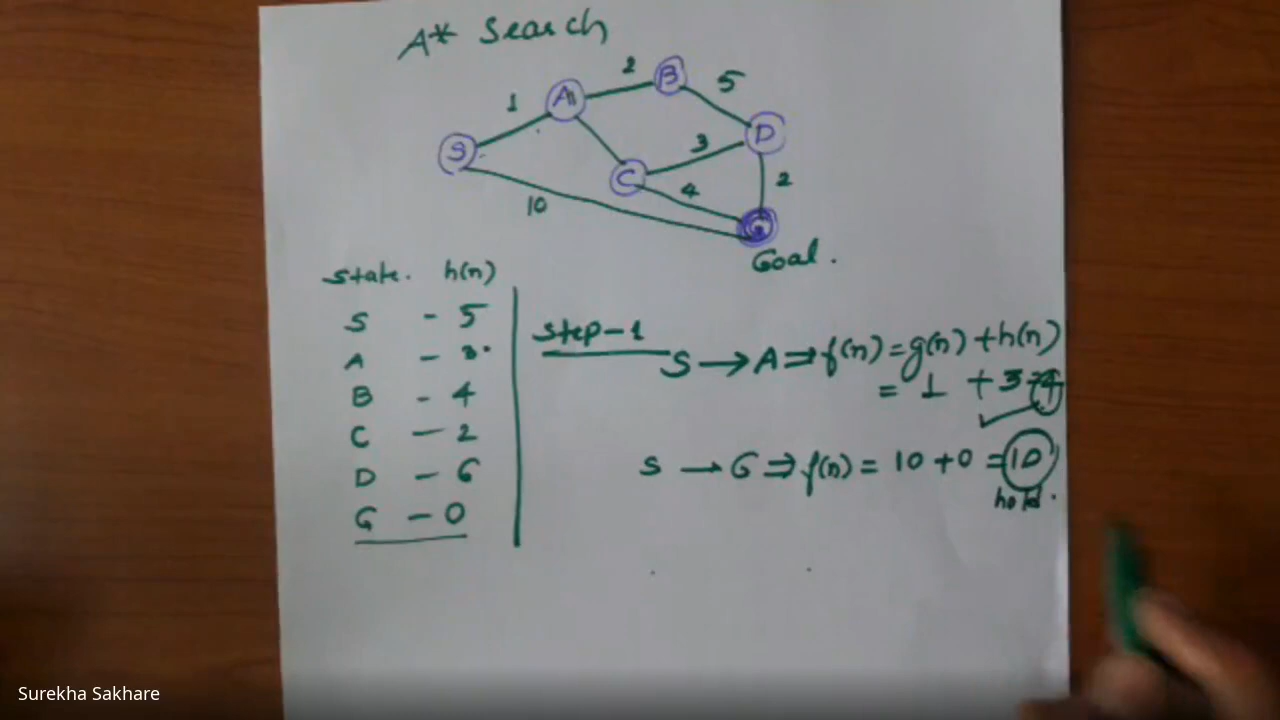 A* Search
2
B
5
1
A
D
3
S
C
4
2
10
G
Goal.
State. h(n)
S - 5
A - 3.
B - 4
C - 2
D - 6
G - 0
Step-1
S → A ⇒ f(n) = g(n) + h(n)
= 1 + 3 = 4
S → G ⇒ f(n) = 10 + 0 = 10
hold.
Surekha Sakhare